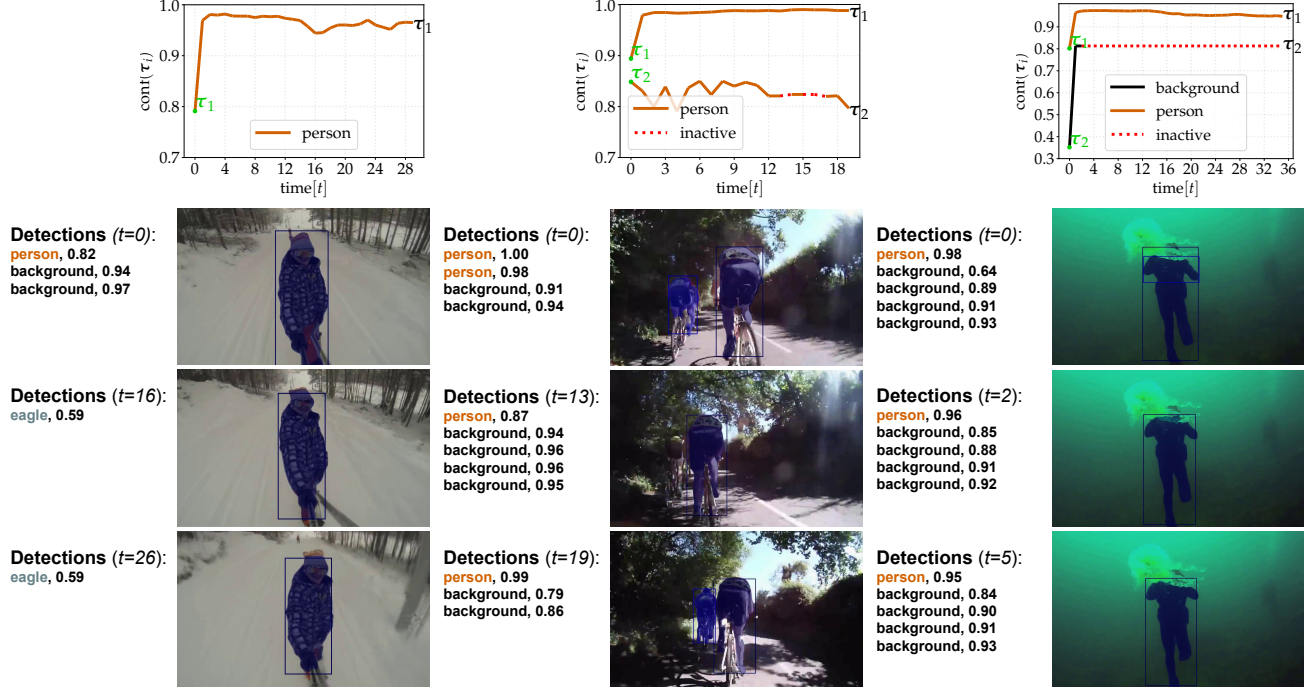 1.0
0.9
0.8
0.7
cont(τᵢ)
τ₁
τ₁
person
0 4 8 12 16 20 24 28
time[t]
1.0
0.9
0.8
0.7
cont(τᵢ)
τ₁
τ₂
τ₁
τ₂
person
inactive
0 3 6 9 12 15 18
time[t]
0.9
0.8
0.7
0.6
0.5
0.4
0.3
cont(τᵢ)
τ₁
τ₂
τ₁
τ₂
background
person
inactive
0 4 8 12 16 20 24 28 32 36
time[t]
Detections (t=0):
person, 0.82
background, 0.94
background, 0.97
Detections (t=0):
person, 1.00
person, 0.98
background, 0.91
background, 0.94
Detections (t=0):
person, 0.98
background, 0.64
background, 0.89
background, 0.91
background, 0.93
Detections (t=16):
eagle, 0.59
Detections (t=13):
person, 0.87
background, 0.94
background, 0.96
background, 0.96
background, 0.95
Detections (t=2):
person, 0.96
background, 0.85
background, 0.88
background, 0.91
background, 0.92
Detections (t=26):
eagle, 0.59
Detections (t=19):
person, 0.99
background, 0.79
background, 0.86
Detections (t=5):
person, 0.95
background, 0.84
background, 0.90
background, 0.91
background, 0.93